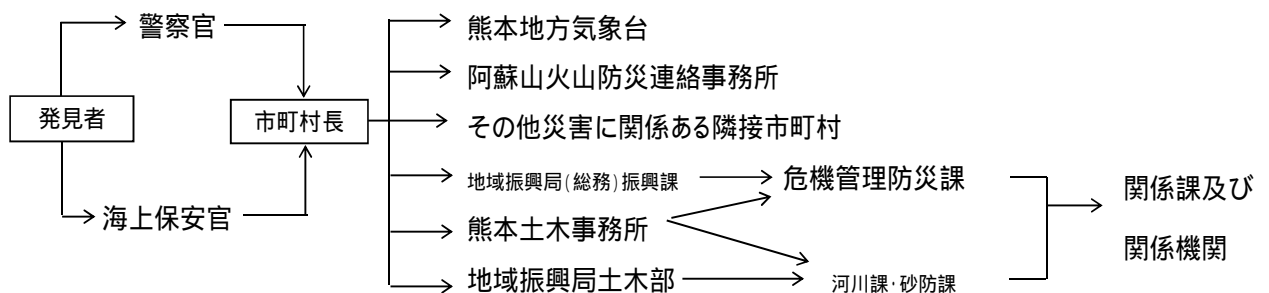 警察官
発見者
海上保安官
市町村長
熊本地方気象台
阿蘇山火山防災連絡事務所
その他災害に関係ある隣接市町村
地域振興局(総務)振興課
熊本土木事務所
地域振興局土木部
危機管理防災課
河川課・砂防課
関係課及び
関係機関